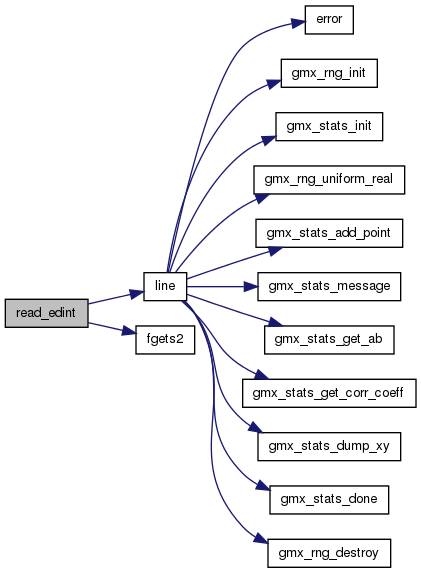 error
gmx_rng_init
gmx_stats_init
gmx_rng_uniform_real
gmx_stats_add_point
line
gmx_stats_message
read_edint
fgets2
gmx_stats_get_ab
gmx_stats_get_corr_coeff
gmx_stats_dump_xy
gmx_stats_done
gmx_rng_destroy